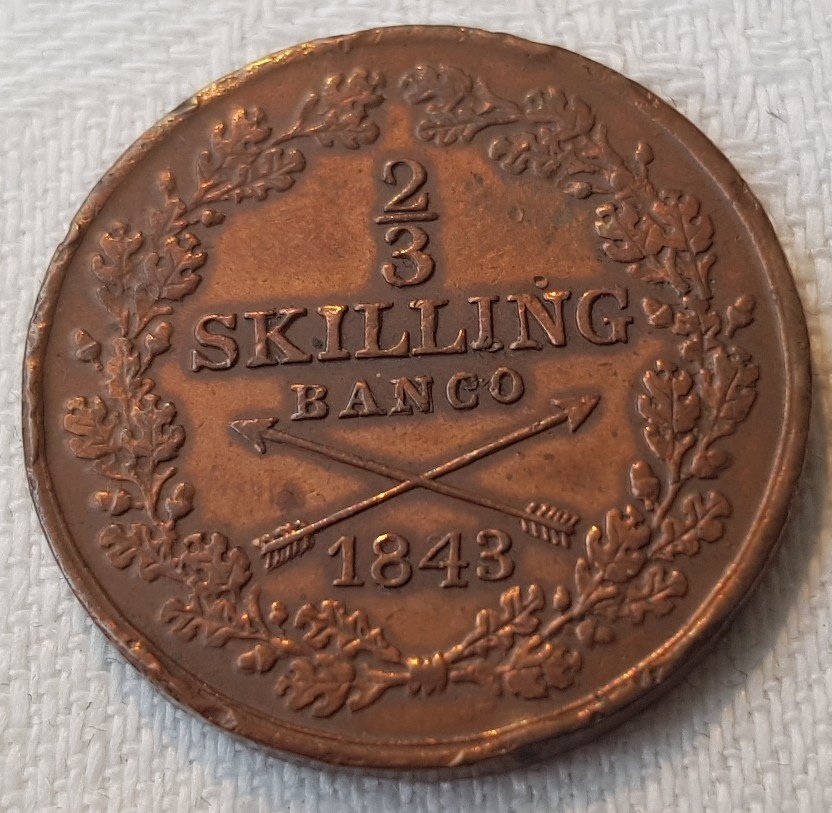 2/3
SKILLING
BANCO
1843